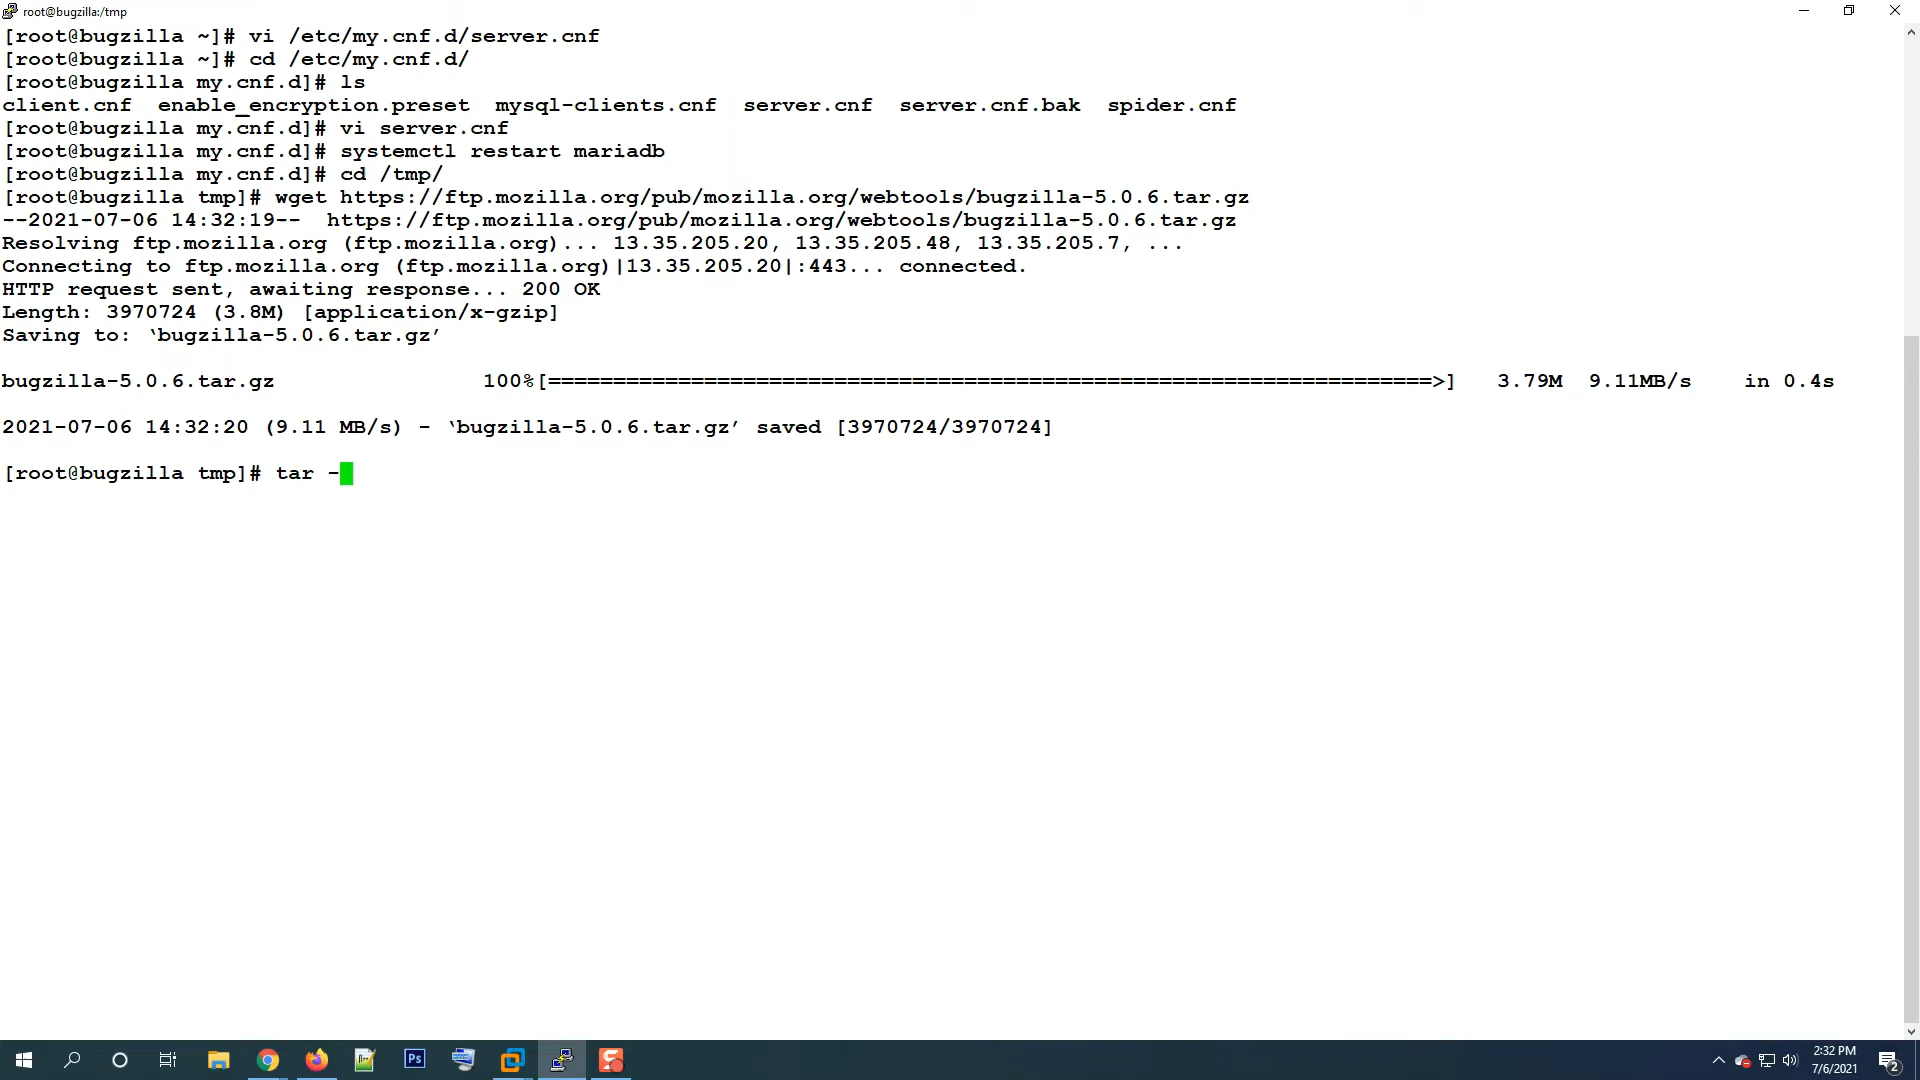 root@bugzilla:/tmp
[root@bugzilla ~]# vi /etc/my.cnf.d/server.cnf
[root@bugzilla ~]# cd /etc/my.cnf.d/
[root@bugzilla my.cnf.d]# ls
client.cnf  enable_encryption.preset  mysql-clients.cnf  server.cnf  server.cnf.bak  spider.cnf
[root@bugzilla my.cnf.d]# vi server.cnf
[root@bugzilla my.cnf.d]# systemctl restart mariadb
[root@bugzilla my.cnf.d]# cd /tmp/
[root@bugzilla tmp]# wget https://ftp.mozilla.org/pub/mozilla.org/webtools/bugzilla-5.0.6.tar.gz
--2021-07-06 14:32:19--  https://ftp.mozilla.org/pub/mozilla.org/webtools/bugzilla-5.0.6.tar.gz
Resolving ftp.mozilla.org (ftp.mozilla.org)... 13.35.205.20, 13.35.205.48, 13.35.205.7, ...
Connecting to ftp.mozilla.org (ftp.mozilla.org)|13.35.205.20|:443... connected.
HTTP request sent, awaiting response... 200 OK
Length: 3970724 (3.8M) [application/x-gzip]
Saving to: ‘bugzilla-5.0.6.tar.gz’
bugzilla-5.0.6.tar.gz                100%[====================================================================>]   3.79M  9.11MB/s    in 0.4s
2021-07-06 14:32:20 (9.11 MB/s) - ‘bugzilla-5.0.6.tar.gz’ saved [3970724/3970724]
[root@bugzilla tmp]# tar -
Ps
2:32 PM
7/6/2021
2